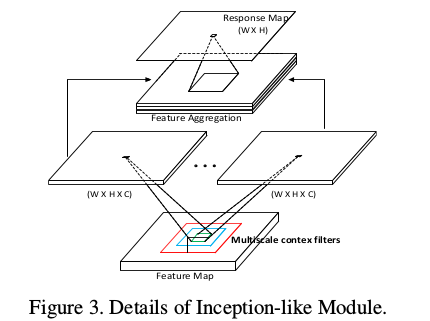 Response Map
(W X H)
Feature Aggregation
(W X H X C)
(W X H X C)
Multiscale contex filters
Feature Map
Figure 3. Details of Inception-like Module.